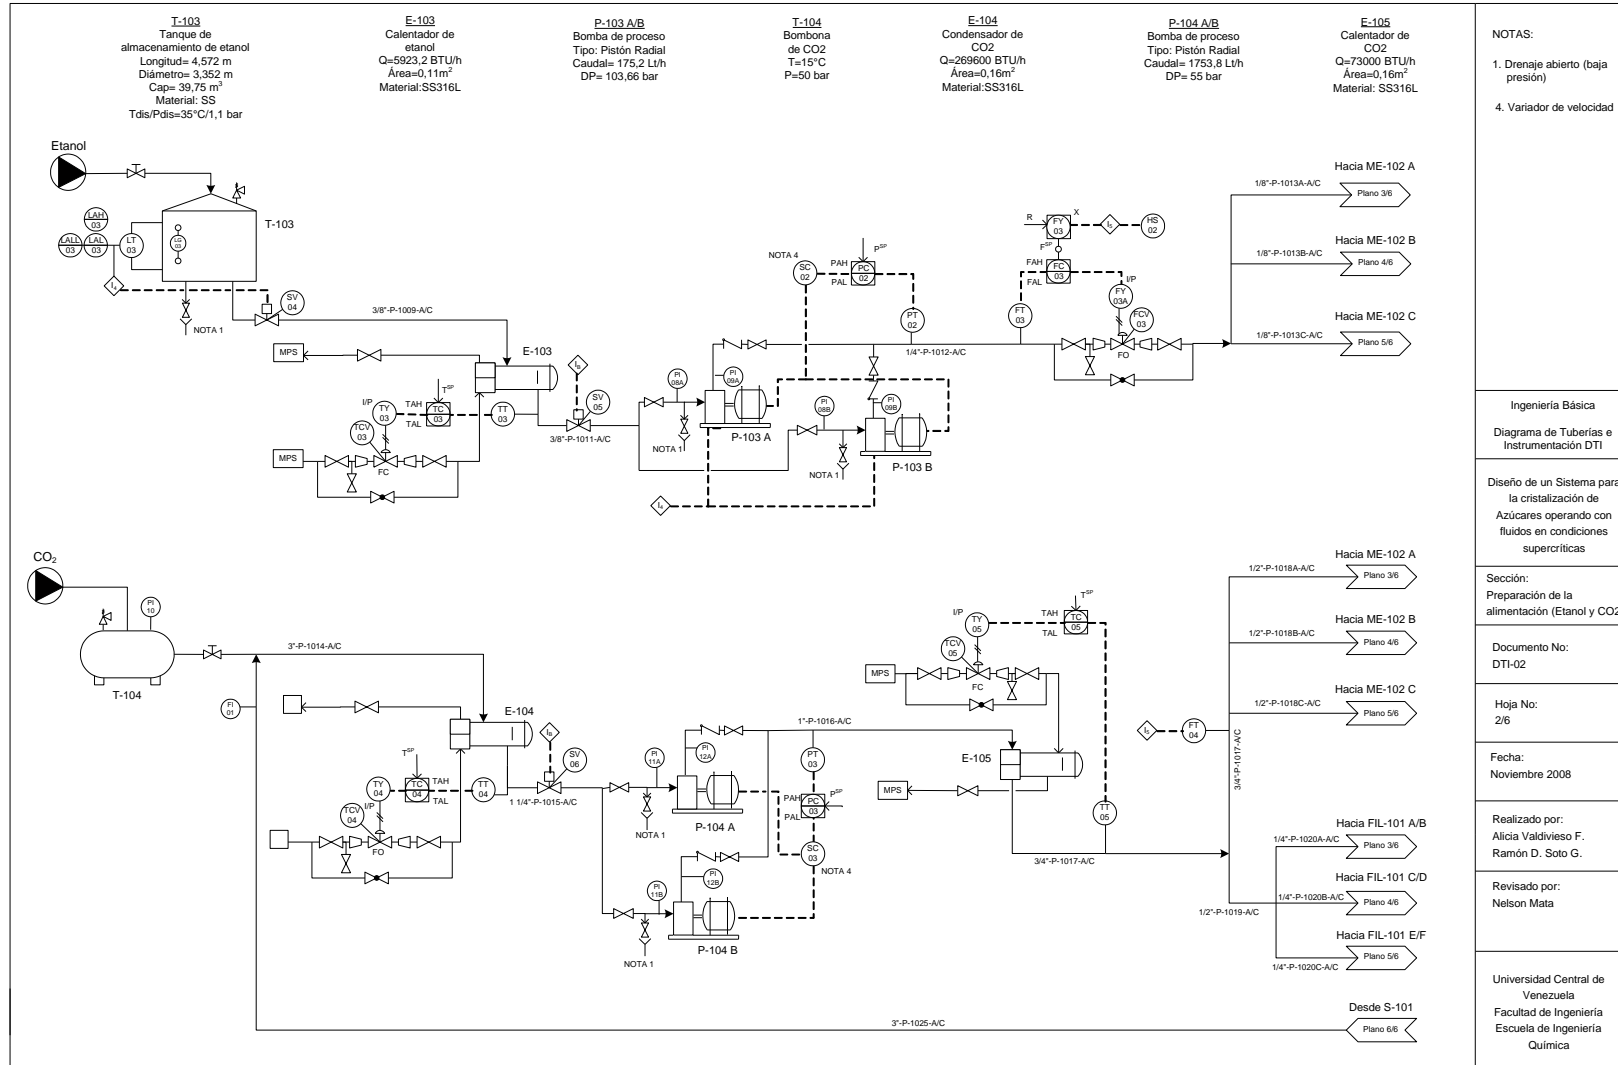 T-103
Tanque de
almacenamiento de etanol
Longitud= 4,572 m
Diámetro= 3,352 m
Cap= 39,75 m³
Material: SS
Tdis/Pdis=35°C/1,1 bar
E-103
Calentador de
etanol
Q=5923,2 BTU/h
Área=0,11m²
Material:SS316L
P-103 A/B
Bomba de proceso
Tipo: Pistón Radial
Caudal= 175,2 Lt/h
DP= 103,66 bar
T-104
Bombona
de CO2
T=15°C
P=50 bar
E-104
Condensador de
CO2
Q=269600 BTU/h
Área=0,16m²
Material:SS316L
P-104 A/B
Bomba de proceso
Tipo: Pistón Radial
Caudal= 1753,8 Lt/h
DP= 55 bar
E-105
Calentador de
CO2
Q=73000 BTU/h
Área=0,16m²
Material: SS316L
NOTAS:
1. Drenaje abierto (baja
presión)
4. Variador de velocidad
Etanol
T-103
LAH
03
LALL
03
LAL
03
LT
03
LG
03
I₄
NOTA 1
SV
04
3/8"-P-1009-A/C
MPS
E-103
I/P
TY
03
TAH
TAL
TC
03
Tˢᴾ
TT
03
TCV
03
FC
MPS
I₈
SV
05
3/8"-P-1011-A/C
PI
08A
NOTA 1
PI
09A
P-103 A
PI
08B
NOTA 1
PI
09B
P-103 B
I₄
NOTA 4
SC
02
PAH
PAL
PC
02
Pˢᴾ
PT
02
1/4"-P-1012-A/C
R
FY
03
X
I₅
HS
02
Fˢᴾ
FAH
FAL
FC
03
I/P
FT
03
FY
03A
FCV
03
FO
Hacia ME-102 A
1/8"-P-1013A-A/C
Plano 3/6
Hacia ME-102 B
1/8"-P-1013B-A/C
Plano 4/6
Hacia ME-102 C
1/8"-P-1013C-A/C
Plano 5/6
Ingeniería Básica
Diagrama de Tuberías e
Instrumentación DTI
Diseño de un Sistema para
la cristalización de
Azúcares operando con
fluidos en condiciones
supercríticas
Sección:
Preparación de la
alimentación (Etanol y CO2
Documento No:
DTI-02
Hoja No:
2/6
Fecha:
Noviembre 2008
Realizado por:
Alicia Valdivieso F.
Ramón D. Soto G.
Revisado por:
Nelson Mata
Universidad Central de
Venezuela
Facultad de Ingeniería
Escuela de Ingeniería
Química
CO₂
PI
10
T-104
3"-P-1014-A/C
FI
01
E-104
Tˢᴾ
TY
04
I/P
TC
04
TAH
TAL
TT
04
TCV
04
FO
I₈
SV
06
1 1/4"-P-1015-A/C
PI
11A
NOTA 1
PI
12A
P-104 A
PI
11B
NOTA 1
PI
12B
P-104 B
1"-P-1016-A/C
PT
03
PAH
PAL
PC
03
Pˢᴾ
SC
03
NOTA 4
MPS
I/P
TY
05
TCV
05
FC
TAH
TAL
TC
05
Tˢᴾ
E-105
MPS
TT
05
3/4"-P-1017-A/C
I₅
FT
04
3/4"-P-1017-A/C
Hacia ME-102 A
1/2"-P-1018A-A/C
Plano 3/6
Hacia ME-102 B
1/2"-P-1018B-A/C
Plano 4/6
Hacia ME-102 C
1/2"-P-1018C-A/C
Plano 5/6
Hacia FIL-101 A/B
1/4"-P-1020A-A/C
Plano 3/6
Hacia FIL-101 C/D
1/4"-P-1020B-A/C
Plano 4/6
1/2"-P-1019-A/C
Hacia FIL-101 E/F
1/4"-P-1020C-A/C
Plano 5/6
Desde S-101
3"-P-1025-A/C
Plano 6/6